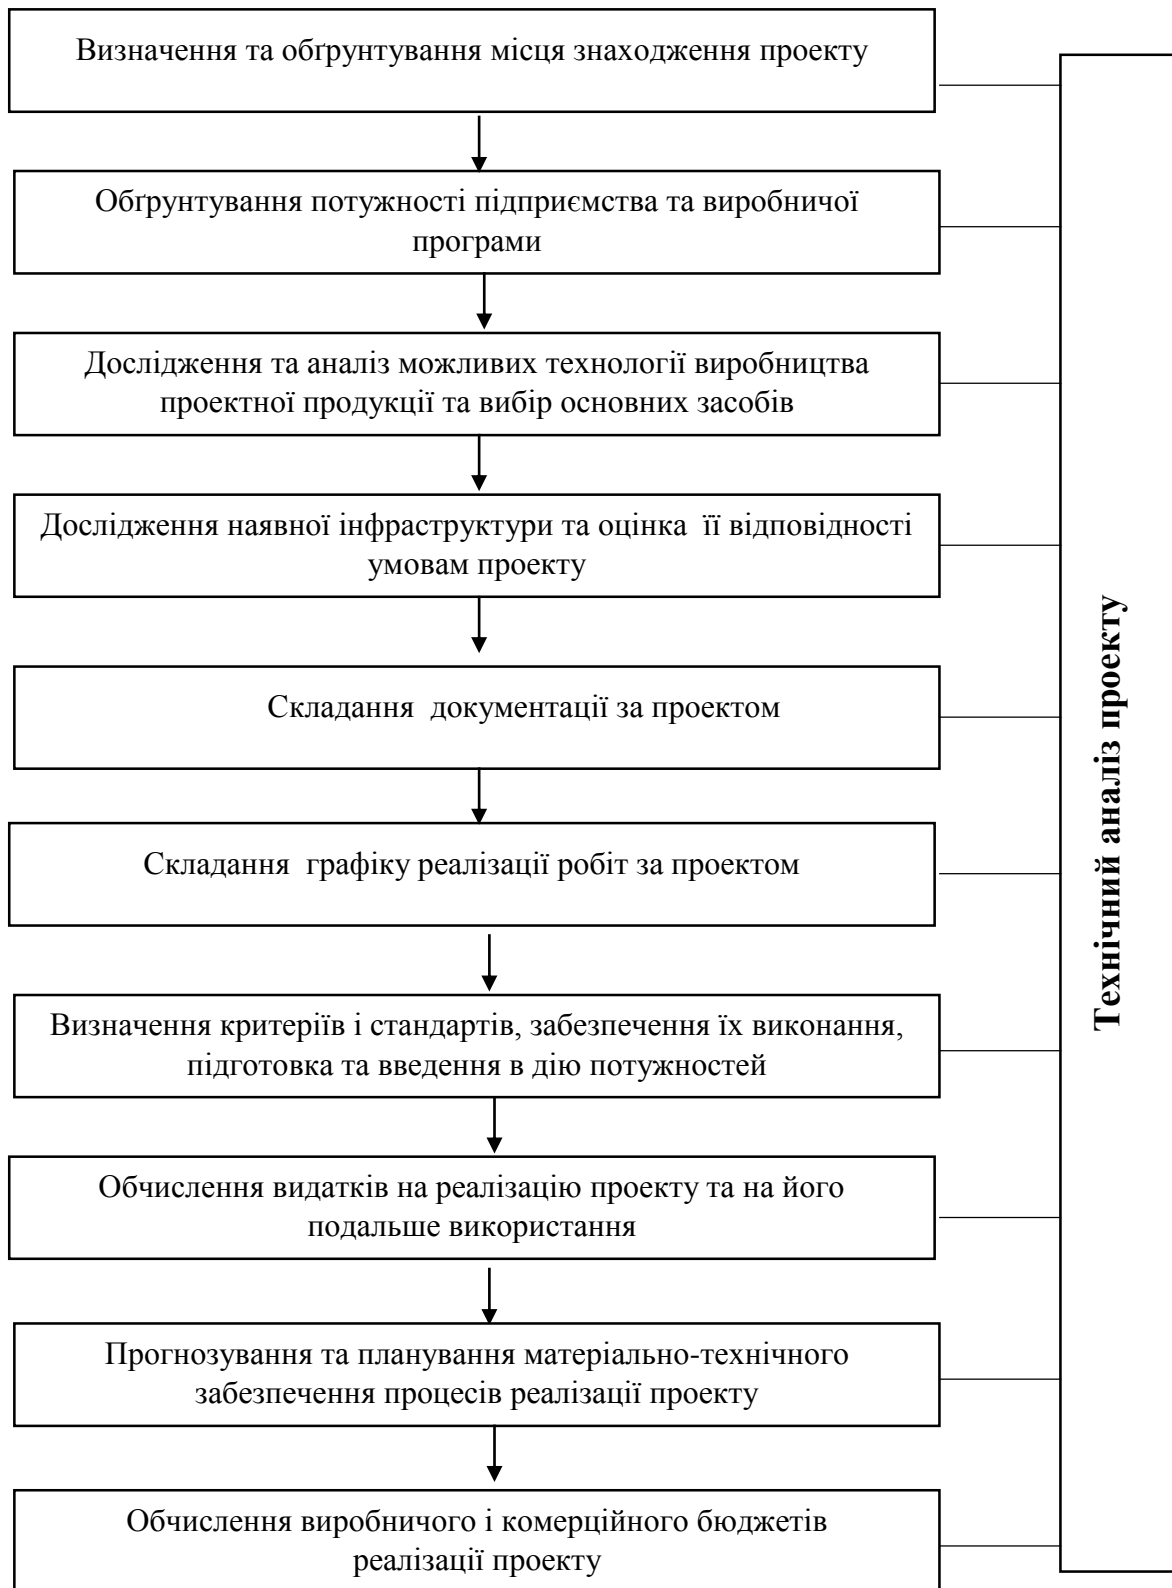 Визначення та обґрунтування місця знаходження проекту
Обґрунтування потужності підприємства та виробничої
програми
Дослідження та аналіз можливих технології виробництва
проектної продукції та вибір основних засобів
Дослідження наявної інфраструктури та оцінка її відповідності
умовам проекту
Складання документації за проектом
Складання графіку реалізації робіт за проектом
Визначення критеріїв і стандартів, забезпечення їх виконання,
підготовка та введення в дію потужностей
Обчислення видатків на реалізацію проекту та на його
подальше використання
Прогнозування та планування матеріально-технічного
забезпечення процесів реалізації проекту
Обчислення виробничого і комерційного бюджетів
реалізації проекту
Технічний аналіз проекту